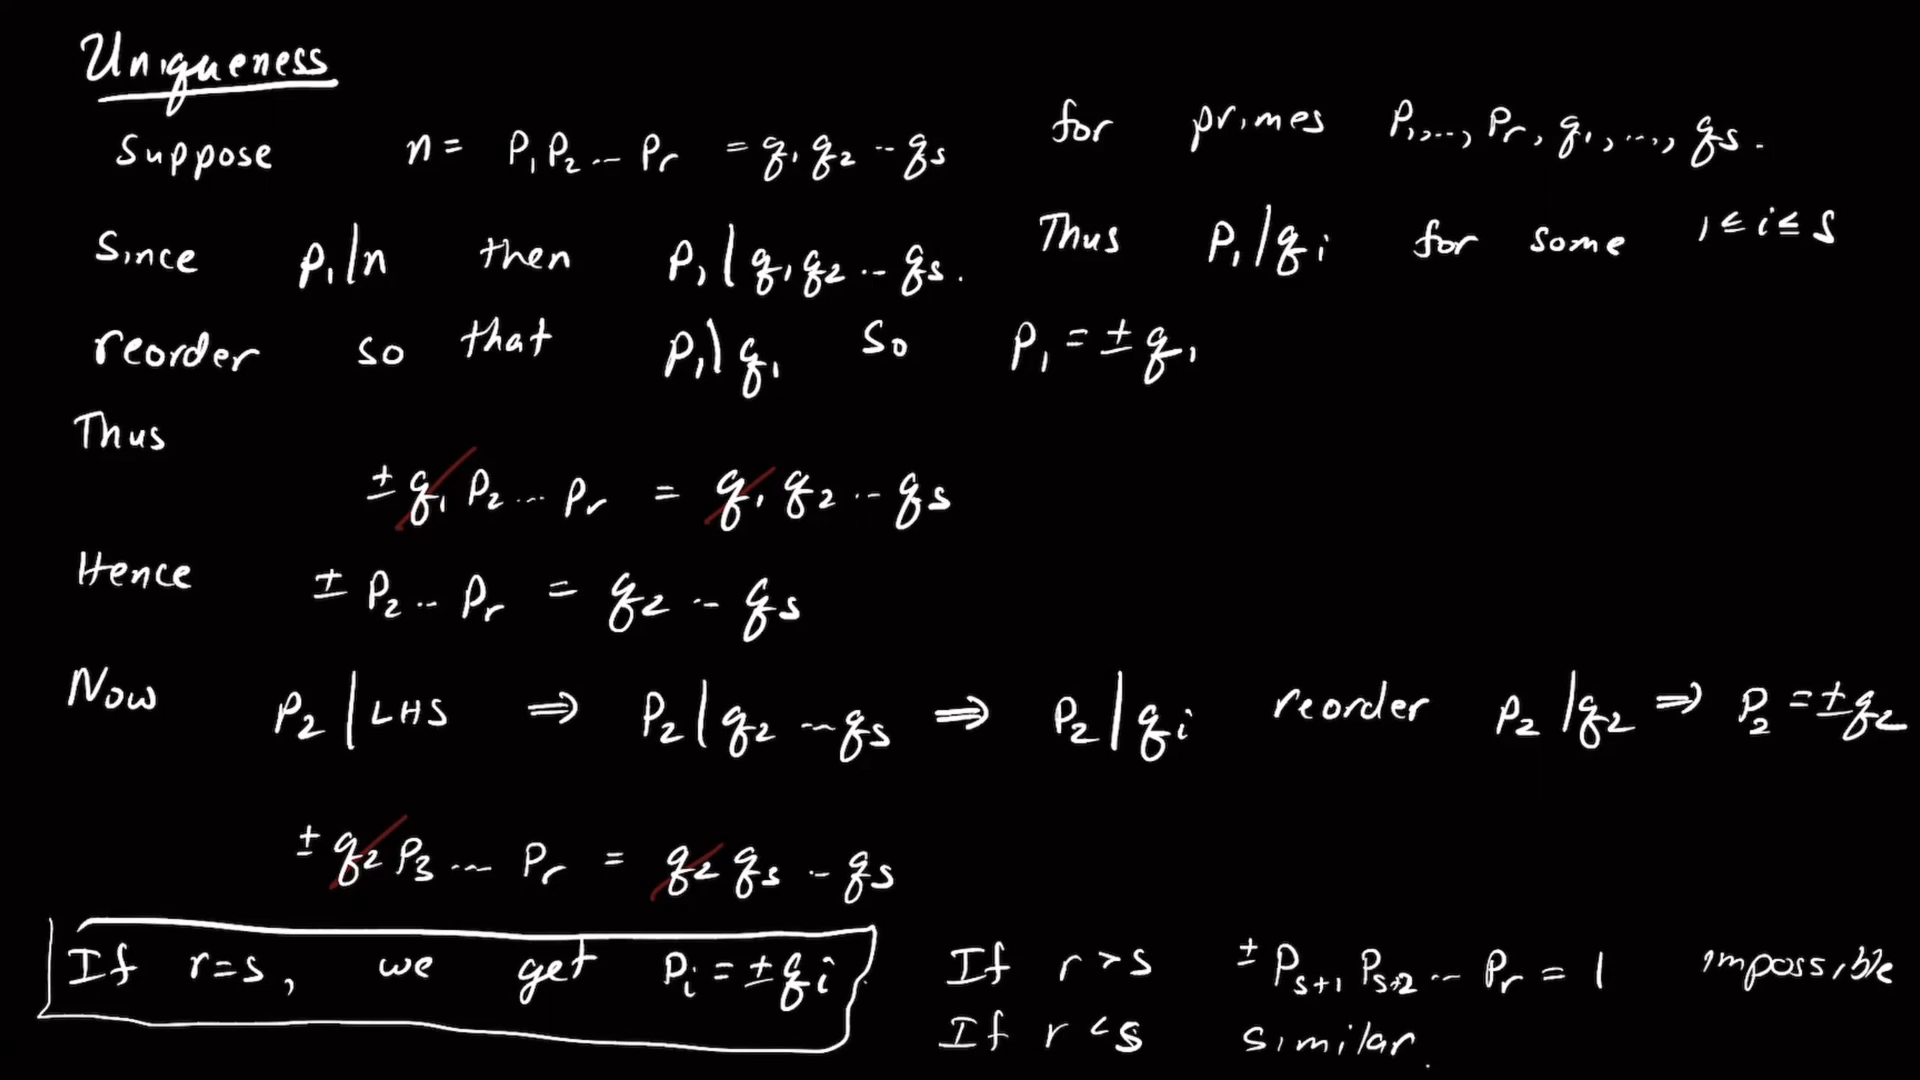 Uniqueness
Suppose n = P₁P₂...Pr = q₁q₂...qs for primes P₁,...,Pr, q₁,...,qs.
Since P₁|n then P₁|q₁q₂...qs. Thus P₁|qi for some 1≤i≤s
reorder so that P₁|q₁ so P₁ = ±q₁
Thus
±q₁P₂...Pr = q₁q₂...qs
Hence ±P₂...Pr = q₂...qs
Now P₂|LHS ⇒ P₂|q₂...qs ⇒ P₂|qi reorder P₂|q₂ ⇒ P₂ = ±q₂
±q₂P₃...Pr = q₂qs...qs
If r=s, we get Pi = ±qi If r>s ±Ps+1 Ps+2...Pr = 1 impossible
If r<s similar.